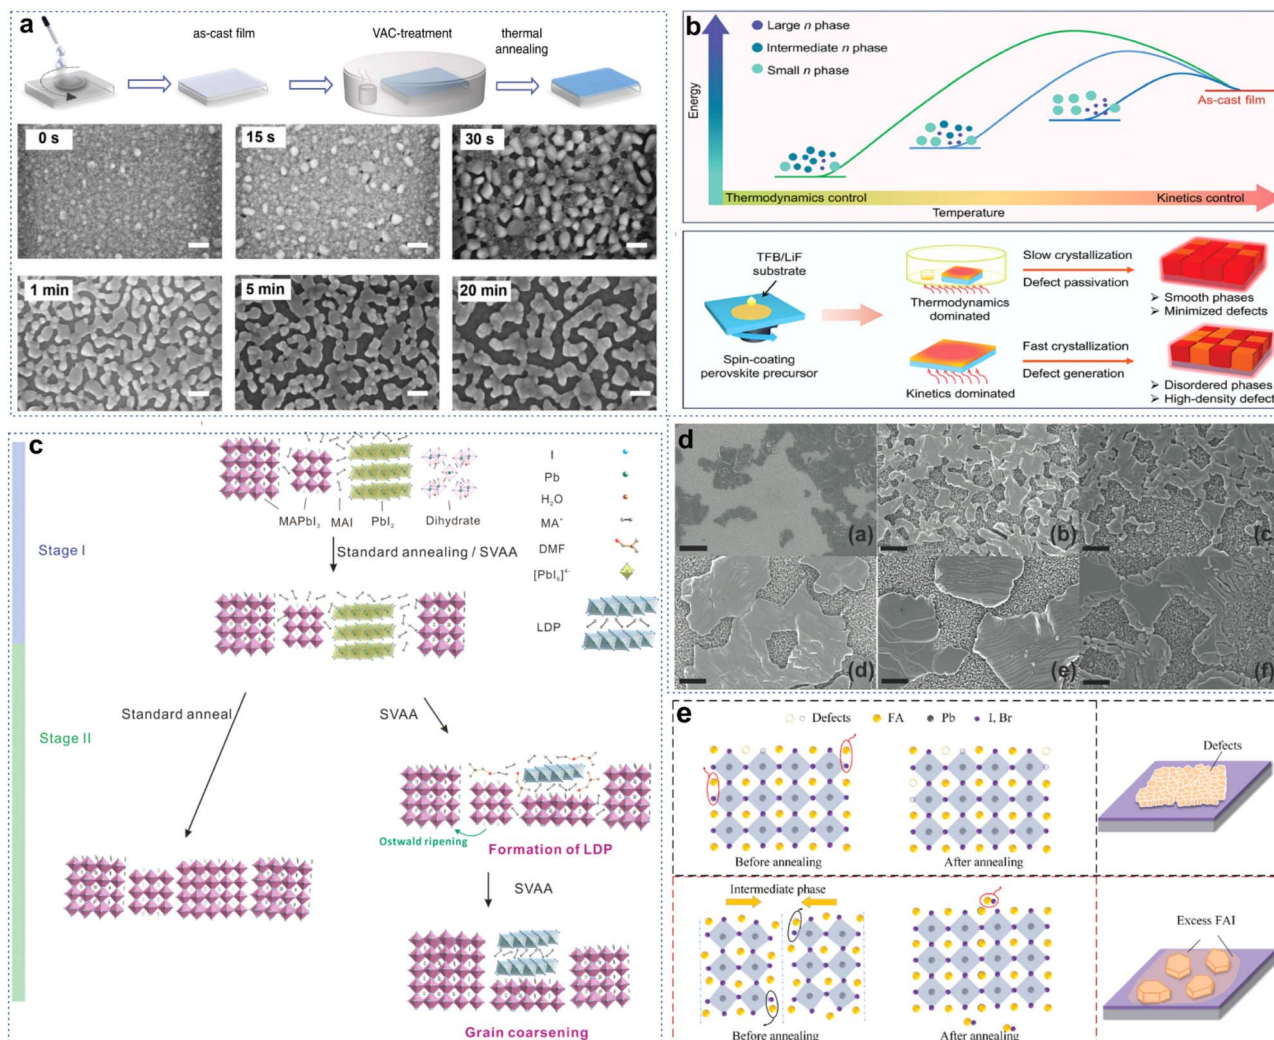 a
as-cast film
VAC-treatment
thermal
annealing
0 s
15 s
30 s
1 min
5 min
20 min
b
Energy
Large n phase
Intermediate n phase
Small n phase
As-cast film
Thermodynamics control
Kinetics control
Temperature
TFB/LiF
substrate
Spin-coating
perovskite precursor
Thermodynamics
dominated
Kinetics dominated
Slow crystallization
Defect passivation
Fast crystallization
Defect generation
➤ Smooth phases
➤ Minimized defects
➤ Disordered phases
➤ High-density defect
c
Stage I
Stage II
MAPbI₃
MAI
PbI₂
Dihydrate
I
Pb
H₂O
MA⁺
DMF
[PbI₆]⁴⁻
LDP
Standard annealing / SVAA
Standard anneal
SVAA
Ostwald ripening
Formation of LDP
SVAA
Grain coarsening
d
(a)
(b)
(c)
(d)
(e)
(f)
e
Defects
FA
Pb
I, Br
Before annealing
After annealing
Defects
Intermediate phase
Before annealing
After annealing
Excess FAI